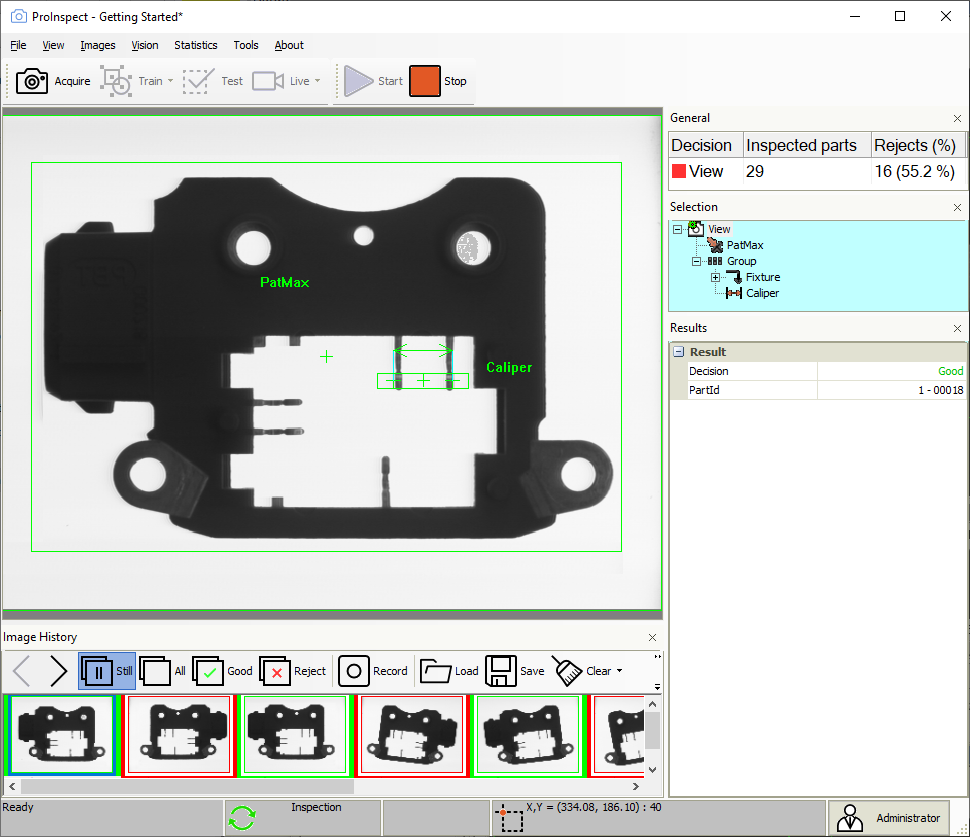 ProInspect - Getting Started*
File View Images Vision Statistics Tools About
Acquire Train Test Live Start Stop
General
Decision Inspected parts Rejects (%)
View 29 16 (55.2 %)
Selection
View
PatMax
Group
Fixture
Caliper
PatMax
Caliper
Results
Result
Decision Good
PartId 1 - 00018
Image History
Still All Good Reject Record Load Save Clear
Ready Inspection X,Y = (334.08, 186.10) : 40 Administrator